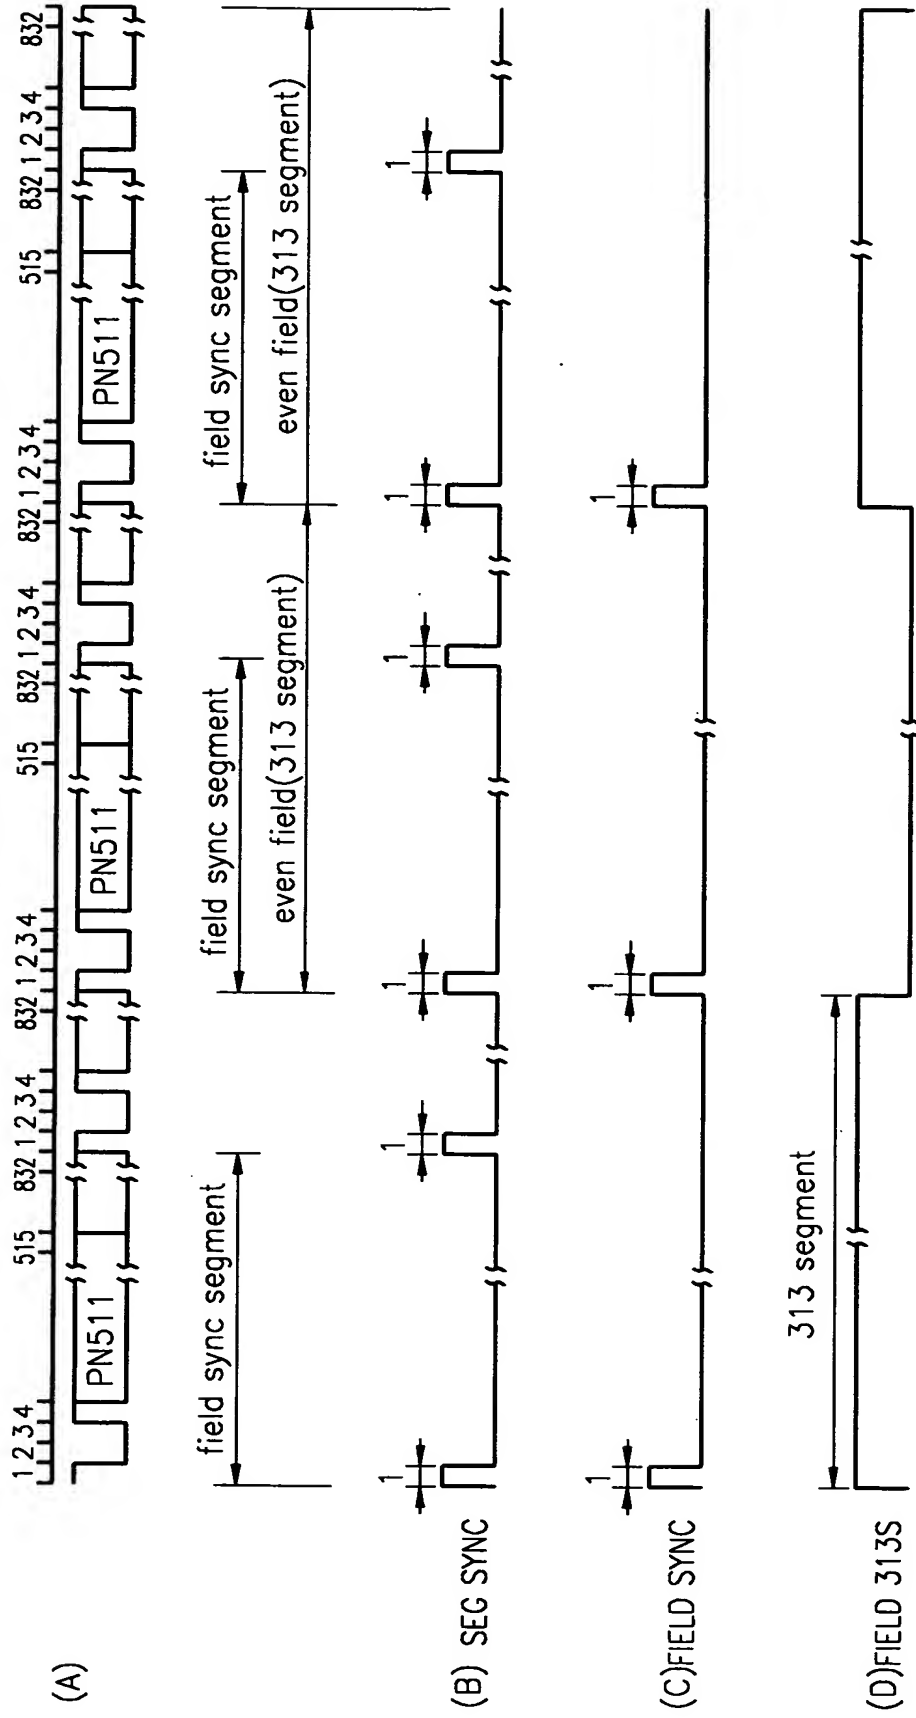 (A)
1 2 3 4 515 832 1 2 3 4 832 1 2 3 4 515 832 1 2 3 4 832 1 2 3 4 515 832 1 2 3 4 832
PN511 PN511 PN511
field sync segment field sync segment field sync segment
even field(313 segment) even field(313 segment)
1 1 1 1 1 1
(B) SEG SYNC
1 1 1
(C)FIELD SYNC
313 segment
(D)FIELD 313S